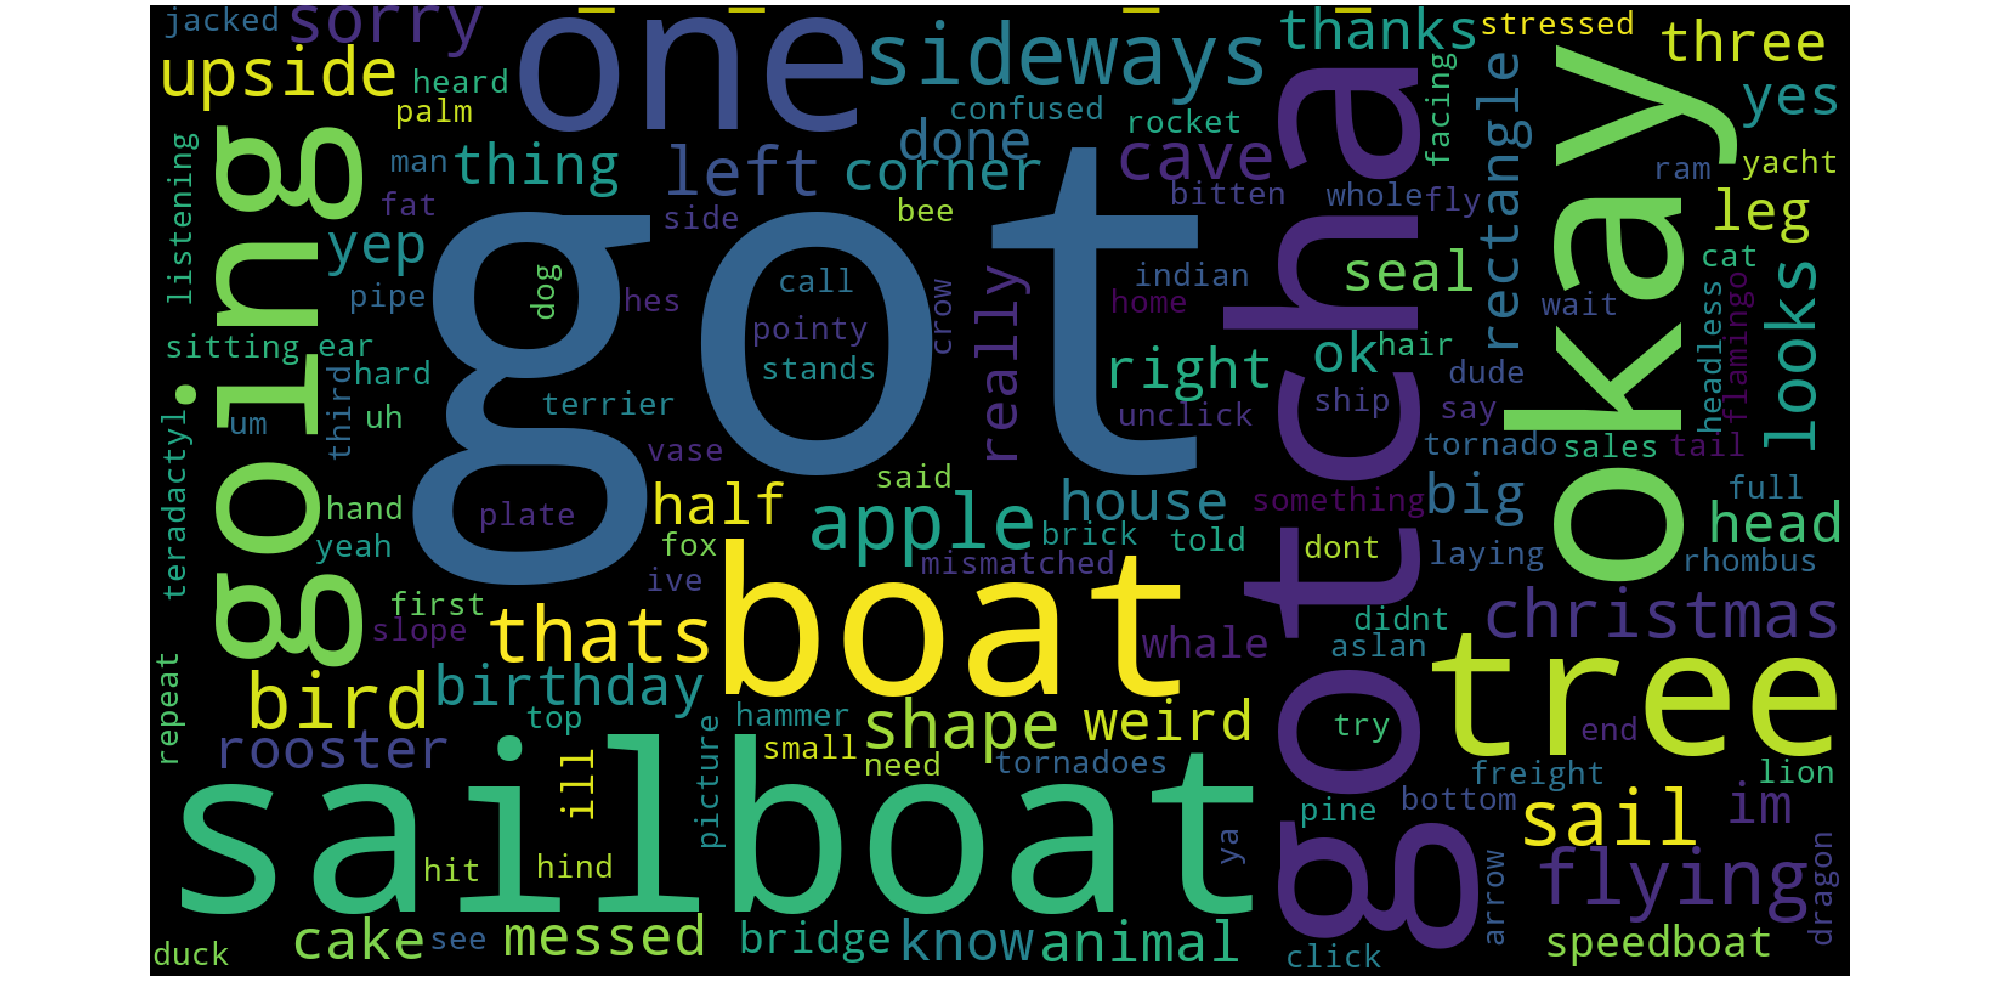 jacked
sorry
one
sideways
thanks
stressed
three
upside
heard
palm
confused
rocket
facing
rectangle
okay
yes
listening
going
man
thing
left
done
corner
cave
ram
yacht
fat
side
bee
bitten
whole
fly
leg
yep
got
call
indian
seal
cat
looks
pipe
dog
hes
pointy
crow
really
home
gotcha
wait
headless
flamingo
sitting
ear
hard
stands
right
ok
hair
dude
um
third
uh
terrier
unclick
ship
say
teradactyl
vase
tornado
sales
tail
hand
plate
half
said
apple
house
something
big
full
head
yeah
fox
brick
told
dont
laying
rhombus
ive
mismatched
first
slope
thats
boat
whale
didnt
aslan
christmas
repeat
bird
birthday
tree
top
picture
hammer
shape
weird
try
end
rooster
ill
small
need
tornadoes
freight
lion
sailboat
pine
bottom
sail
im
hit
hind
ya
arrow
flying
dragon
duck
cake
see
messed
bridge
know
animal
click
speedboat